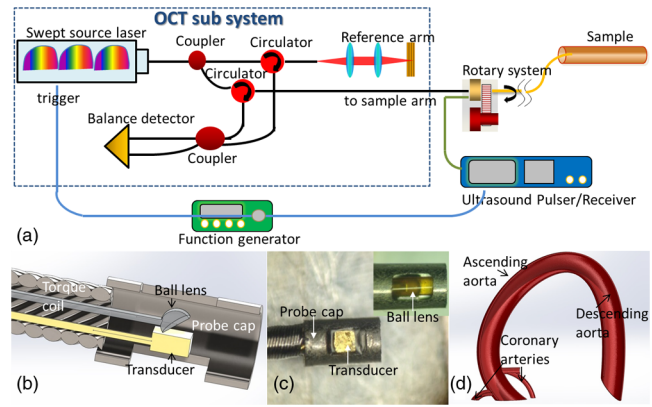 OCT sub system
Swept source laser
Coupler
Circulator
Reference arm
Sample
Circulator
Rotary system
trigger
to sample arm
Balance detector
Coupler
Ultrasound Pulser/Receiver
Function generator
(a)
Torque
coil
Ball lens
Probe cap
Transducer
(b)
Probe cap
Ball lens
Transducer
(c)
Ascending
aorta
Descending
aorta
Coronary
arteries
(d)